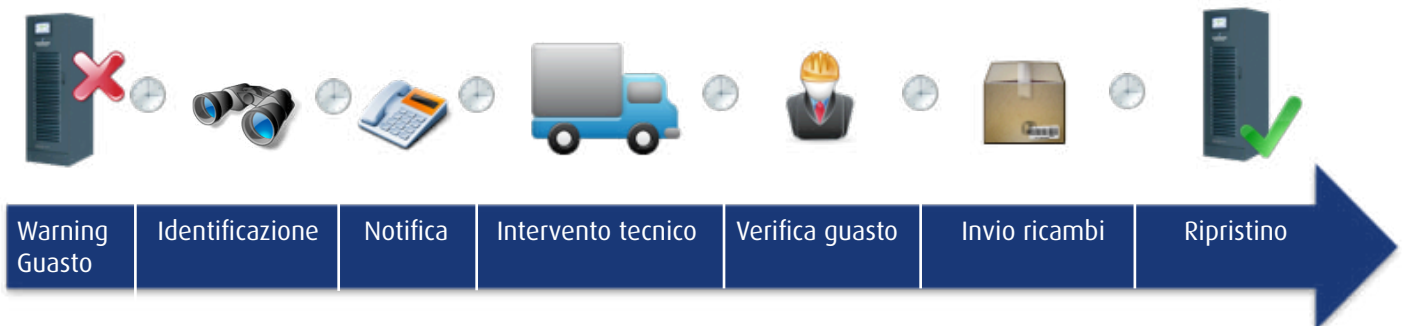 Warning
Guasto
Identificazione
Notifica
Intervento tecnico
Verifica guasto
Invio ricambi
Ripristino